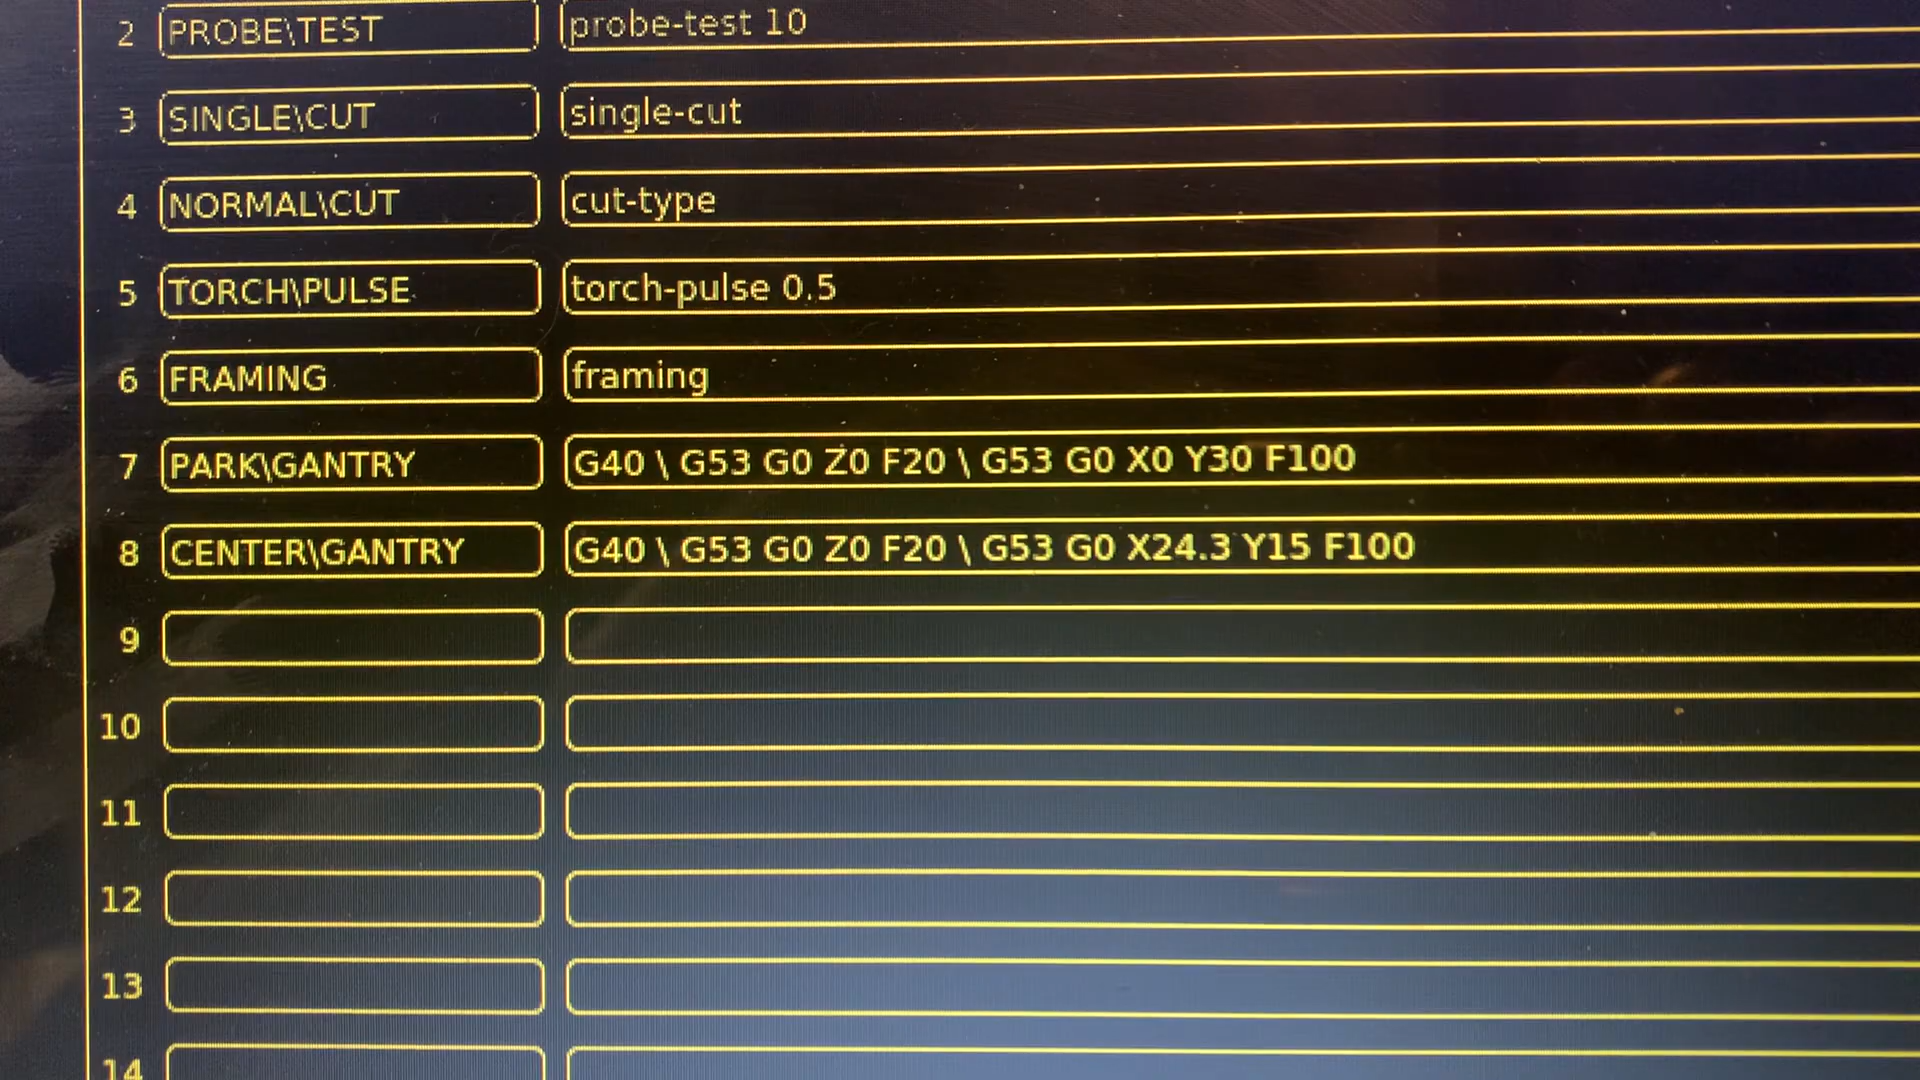 2 PROBE\TEST probe-test 10
3 SINGLE\CUT single-cut
4 NORMAL\CUT cut-type
5 TORCH\PULSE torch-pulse 0.5
6 FRAMING framing
7 PARK\GANTRY G40 \ G53 G0 Z0 F20 \ G53 G0 X0 Y30 F100
8 CENTER\GANTRY G40 \ G53 G0 Z0 F20 \ G53 G0 X24.3 Y15 F100
9
10
11
12
13
14